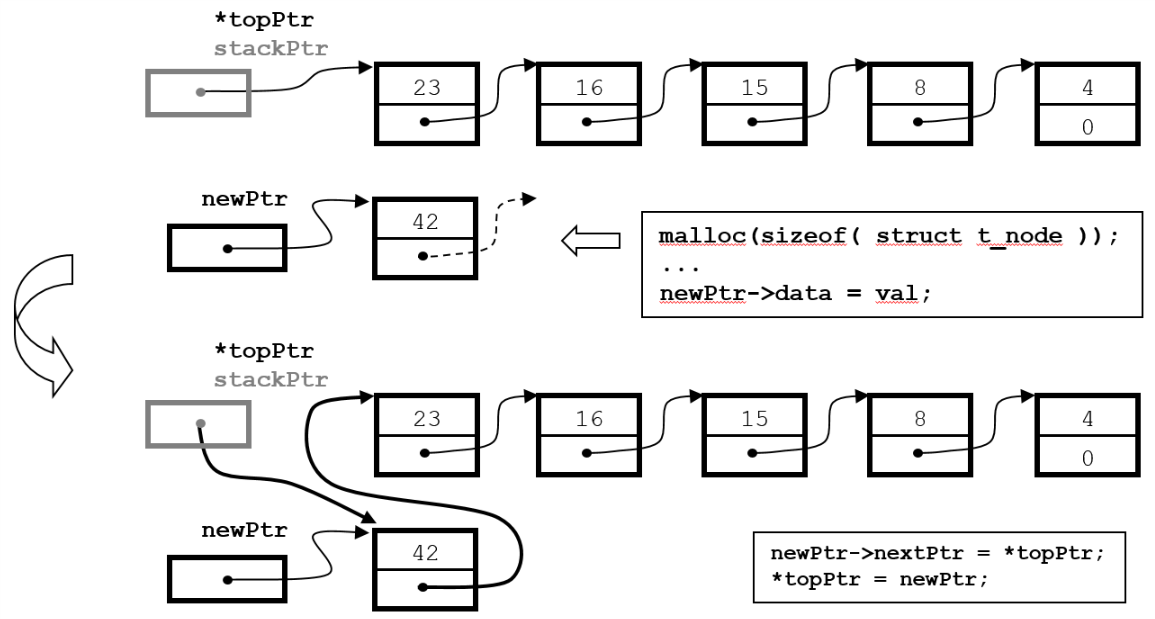 *topPtr
stackPtr
23 16 15 8 4
0
newPtr
42
malloc(sizeof( struct t_node ));
...
newPtr->data = val;
*topPtr
stackPtr
23 16 15 8 4
0
newPtr
42
newPtr->nextPtr = *topPtr;
*topPtr = newPtr;